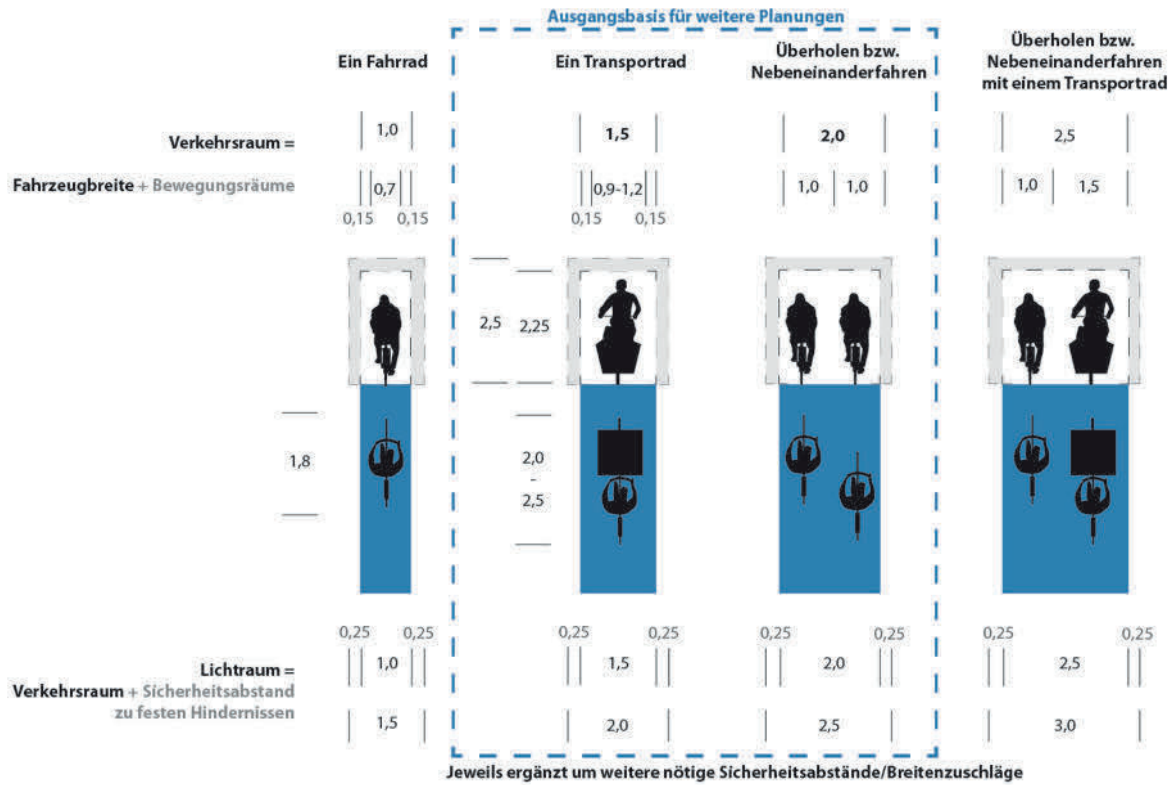 Ausgangsbasis für weitere Planungen
Ein Fahrrad
Ein Transportrad
Überholen bzw.
Nebeneinanderfahren
Überholen bzw.
Nebeneinanderfahren
mit einem Transportrad
Verkehrsraum =
1,0
1,5
2,0
2,5
Fahrzeugbreite + Bewegungsräume
0,7
0,9-1,2
1,0
1,0
1,0
1,5
0,15
0,15
0,15
0,15
2,5
2,25
1,8
2,0
-
2,5
0,25
0,25
0,25
0,25
0,25
0,25
0,25
0,25
Lichtraum =
Verkehrsraum + Sicherheitsabstand
zu festen Hindernissen
1,0
1,5
2,0
2,5
1,5
2,0
2,5
3,0
Jeweils ergänzt um weitere nötige Sicherheitsabstände/Breitenzuschläge